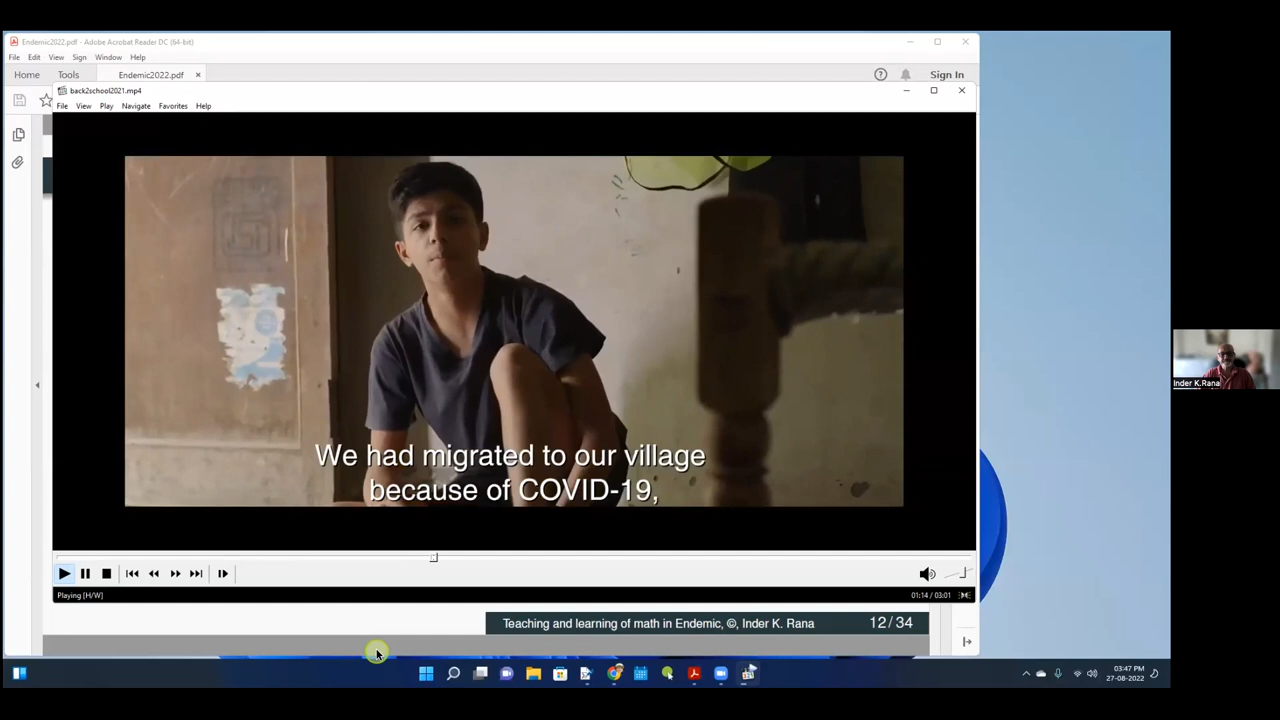 Endemic2022.pdf - Adobe Acrobat Reader DC (64-bit)
File Edit View Sign Window Help
Home Tools Endemic2022.pdf Sign In
back2school2021.mp4
File View Play Navigate Favorites Help
We had migrated to our village
because of COVID-19,
Playing [H/W] 01:14 / 03:01
Teaching and learning of math in Endemic, ©, Inder K. Rana 12/34
Inder K.Rana
03:47 PM
27-08-2022